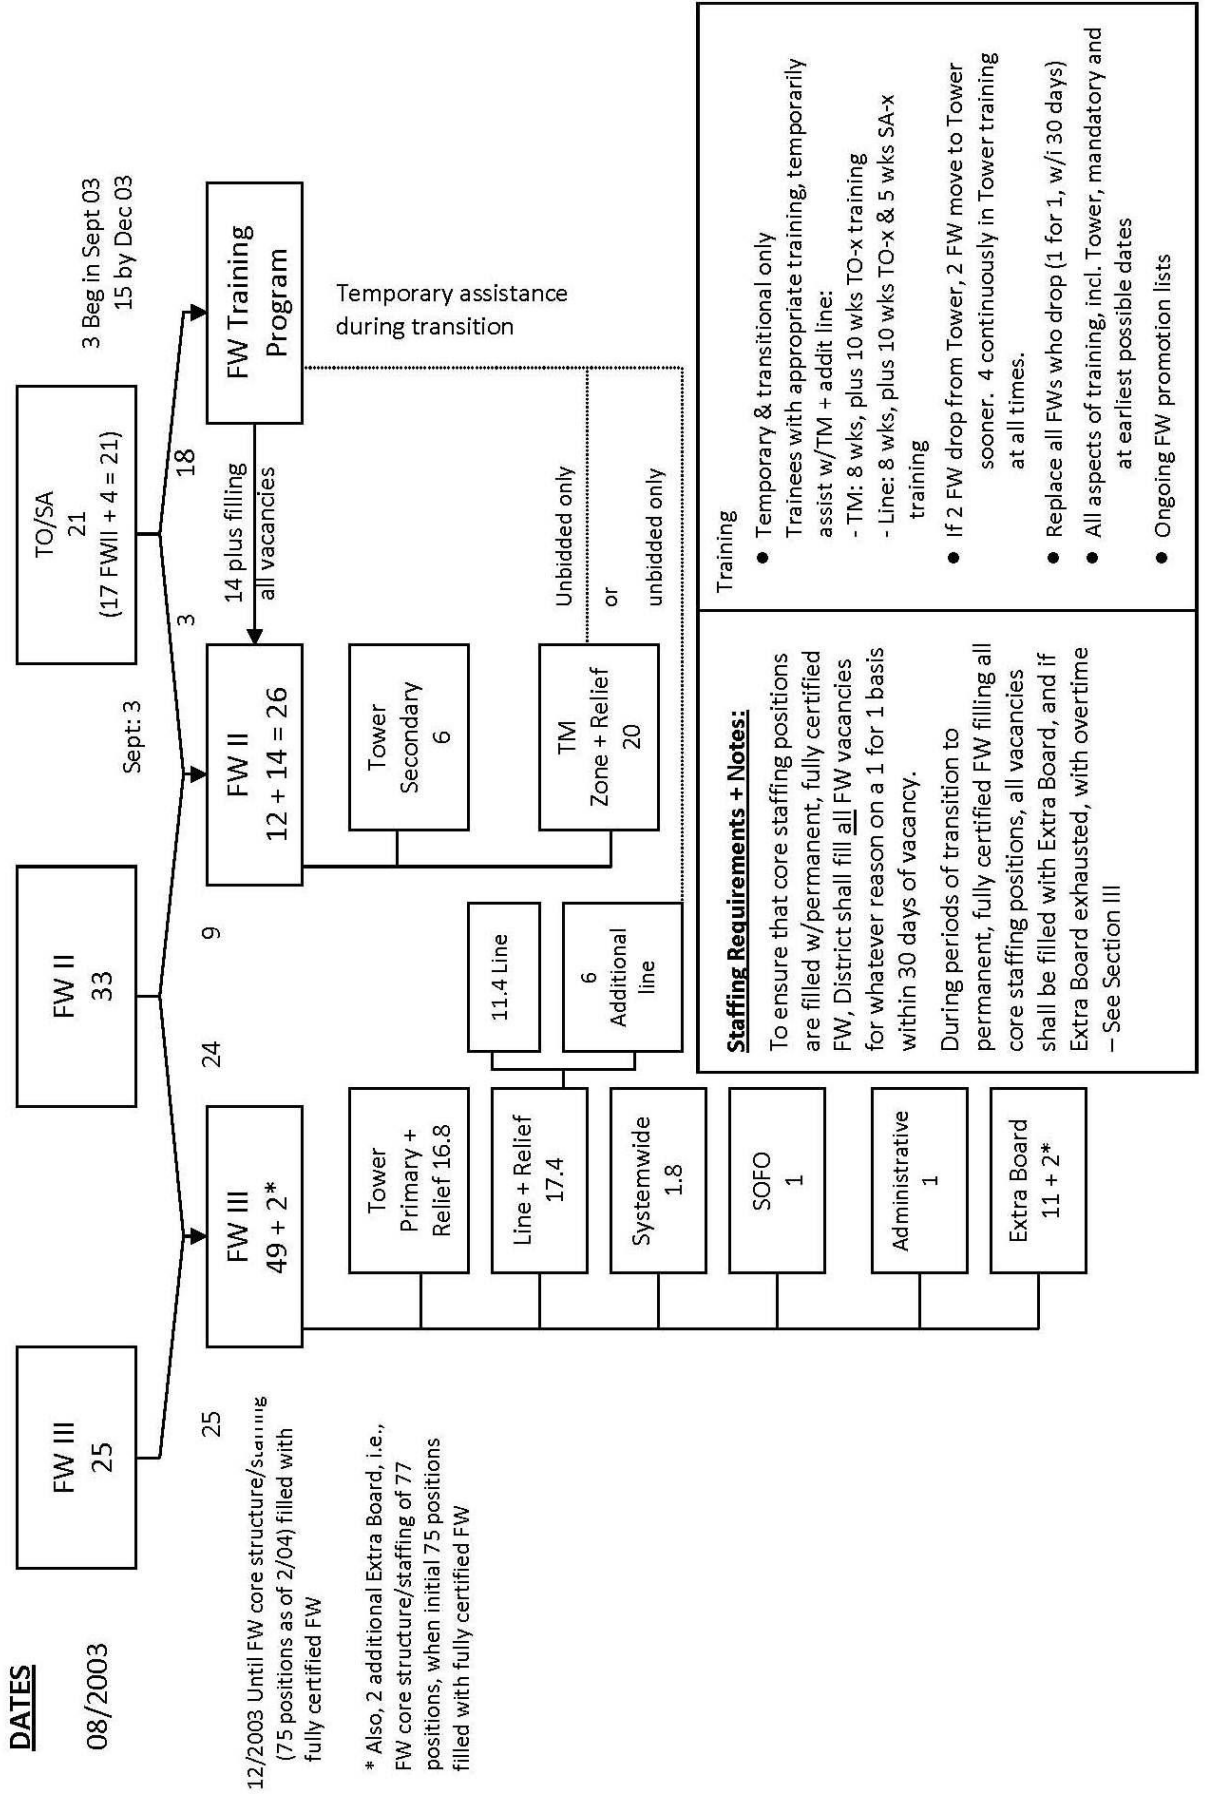 DATES
08/2003
FW III
25
FW II
33
TO/SA
21
(17 FWII + 4 = 21)
Sept: 3
3 Beg in Sept 03
15 by Dec 03
25
24
9
3
18
12/2003 Until FW core structure/staffing
(75 positions as of 2/04) filled with
fully certified FW
* Also, 2 additional Extra Board, i.e.,
FW core structure/staffing of 77
positions, when initial 75 positions
filled with fully certified FW
FW III
49 + 2*
FW II
12 + 14 = 26
14 plus filling
all vacancies
FW Training
Program
Temporary assistance
during transition
Tower
Primary +
Relief 16.8
Line + Relief
17.4
11.4 Line
6
Additional
line
Systemwide
1.8
SOFO
1
Administrative
1
Extra Board
11 + 2*
Tower
Secondary
6
TM
Zone + Relief
20
Unbidded only
or
unbidded only
Staffing Requirements + Notes:
To ensure that core staffing positions
are filled w/permanent, fully certified
FW, District shall fill all FW vacancies
for whatever reason on a 1 for 1 basis
within 30 days of vacancy.
During periods of transition to
permanent, fully certified FW filling all
core staffing positions, all vacancies
shall be filled with Extra Board, and if
Extra Board exhausted, with overtime
– See Section III
Training
● Temporary & transitional only
Trainees with appropriate training, temporarily
assist w/TM + addit line:
- TM: 8 wks, plus 10 wks TO-x training
- Line: 8 wks, plus 10 wks TO-x & 5 wks SA-x
training
● If 2 FW drop from Tower, 2 FW move to Tower
sooner. 4 continuously in Tower training
at all times.
● Replace all FWs who drop (1 for 1, w/i 30 days)
● All aspects of training, incl. Tower, mandatory and
at earliest possible dates
● Ongoing FW promotion lists